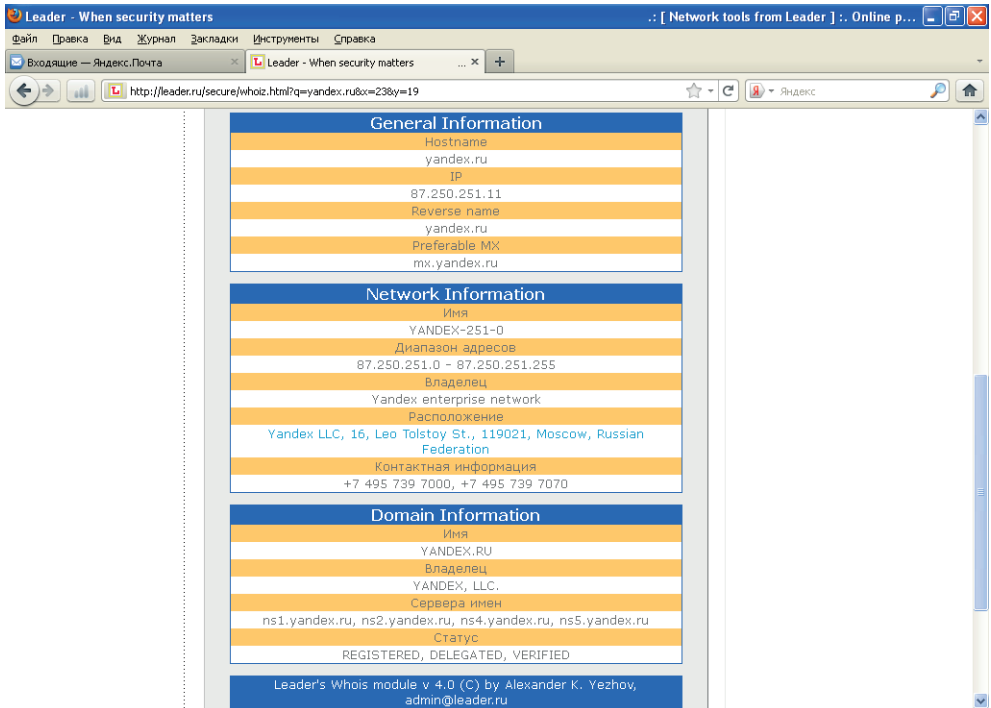 Leader - When security matters
.: [ Network tools from Leader ] :. Online p...
Файл Правка Вид Журнал Закладки Инструменты Справка
Входящие — Яндекс.Почта
Leader - When security matters ...
http://leader.ru/secure/whoiz.html?q=yandex.ru&x=23&y=19
Яндекс
General Information
Hostname
yandex.ru
IP
87.250.251.11
Reverse name
yandex.ru
Preferable MX
mx.yandex.ru
Network Information
Имя
YANDEX-251-0
Диапазон адресов
87.250.251.0 - 87.250.251.255
Владелец
Yandex enterprise network
Расположение
Yandex LLC, 16, Leo Tolstoy St., 119021, Moscow, Russian
Federation
Контактная информация
+7 495 739 7000, +7 495 739 7070
Domain Information
Имя
YANDEX.RU
Владелец
YANDEX, LLC.
Сервера имен
ns1.yandex.ru, ns2.yandex.ru, ns4.yandex.ru, ns5.yandex.ru
Статус
REGISTERED, DELEGATED, VERIFIED
Leader's Whois module v 4.0 (C) by Alexander K. Yezhov,
admin@leader.ru